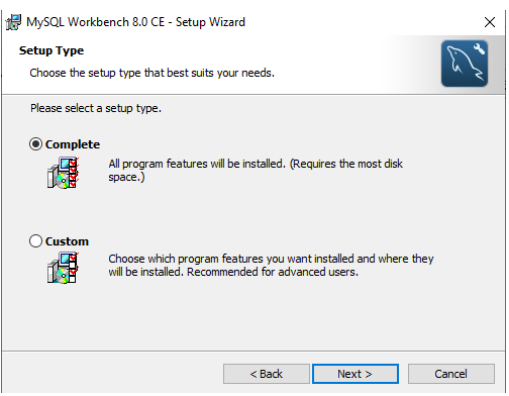 MySQL Workbench 8.0 CE - Setup Wizard
Setup Type
Choose the setup type that best suits your needs.
Please select a setup type.
Complete
All program features will be installed. (Requires the most disk
space.)
Custom
Choose which program features you want installed and where they
will be installed. Recommended for advanced users.
< Back
Next >
Cancel